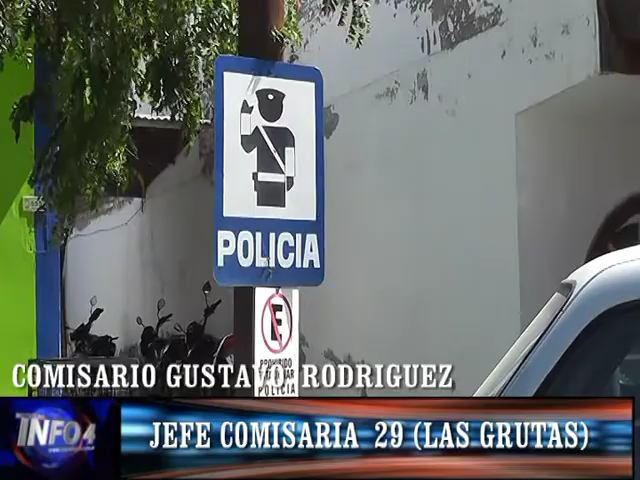 POLICIA
E
PROHIBIDO
POLICIA
COMISARIO GUSTAVO RODRIGUEZ
INFO4
JEFE COMISARIA 29 (LAS GRUTAS)